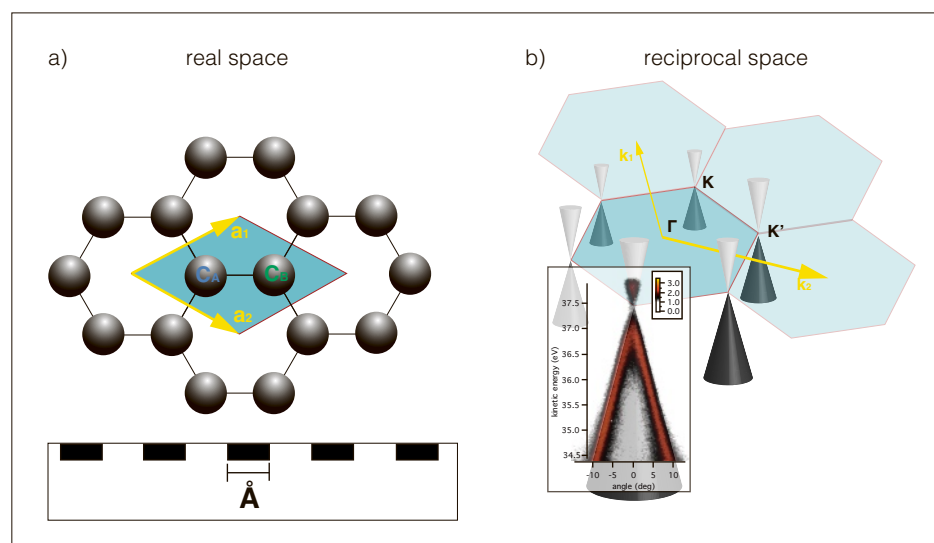 a)
real space
a1
CA
CB
a2
Å
b)
reciprocal space
k1
K
Γ
K'
k2
3.0
2.0
1.0
0.0
kinetic energy (eV)
37.5
37.0
36.5
36.0
35.5
35.0
34.5
-10
-5
0
5
10
angle (deg)